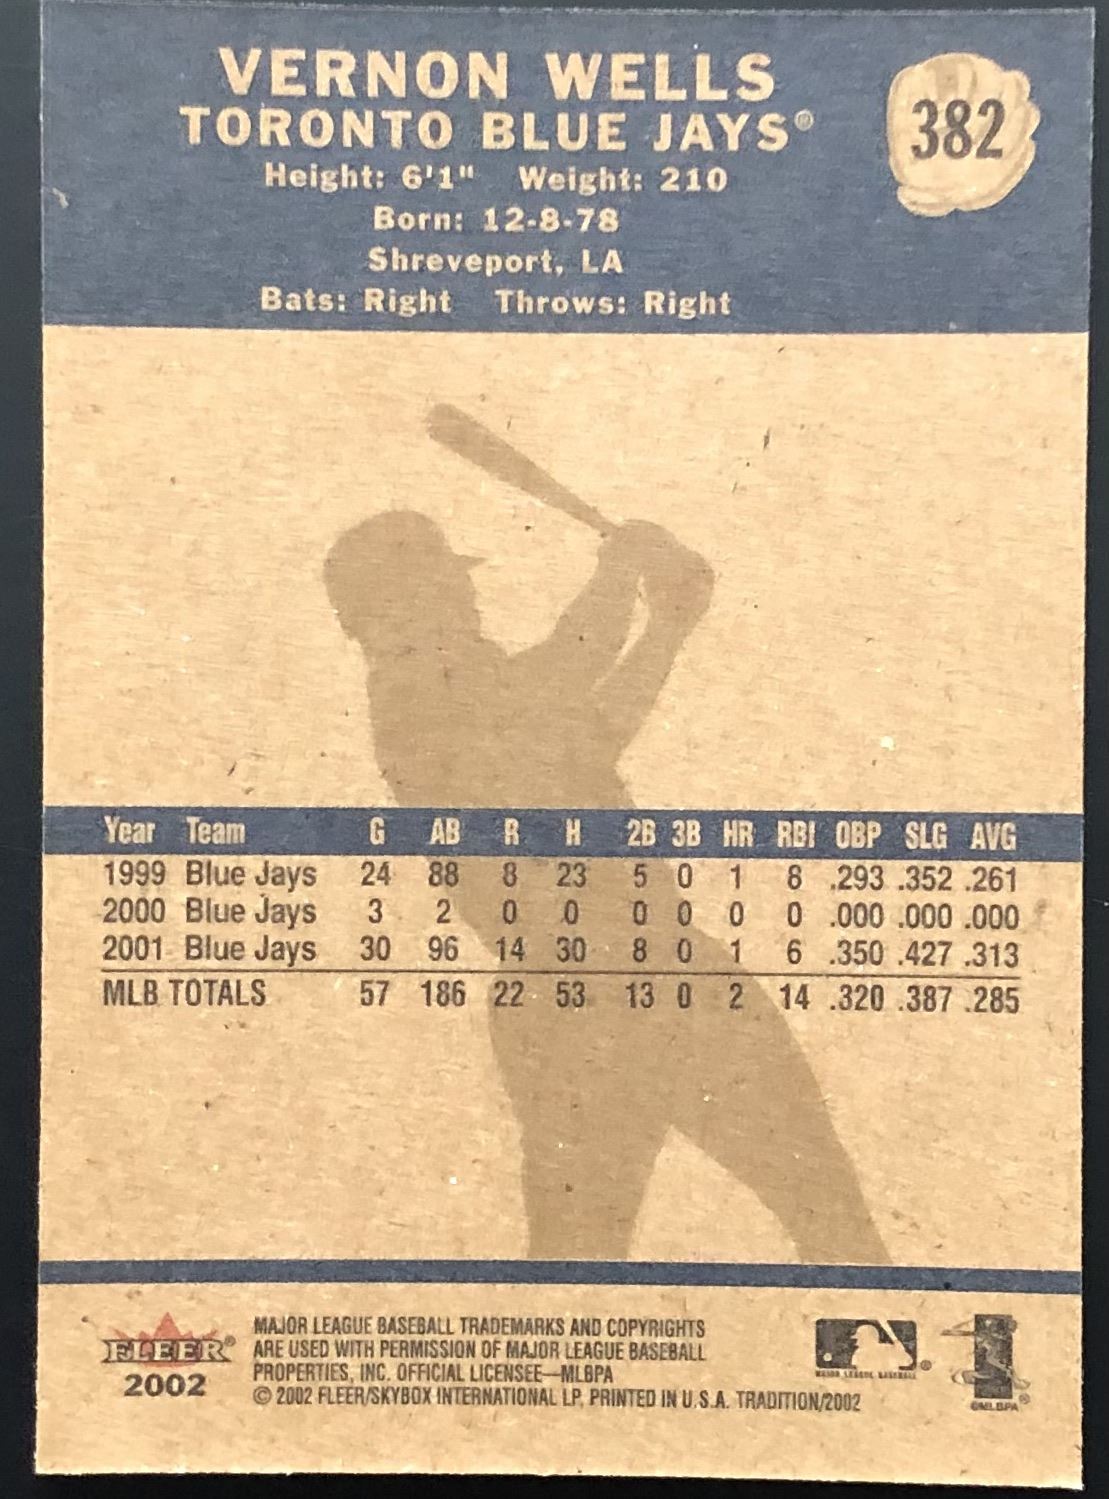 VERNON WELLS
TORONTO BLUE JAYS®
382
Height: 6'1" Weight: 210
Born: 12-8-78
Shreveport, LA
Bats: Right Throws: Right
Year Team G AB R H 2B 3B HR RBI OBP SLG AVG
1999 Blue Jays 24 88 8 23 5 0 1 8 .293 .352 .261
2000 Blue Jays 3 2 0 0 0 0 0 0 .000 .000 .000
2001 Blue Jays 30 96 14 30 8 0 1 6 .350 .427 .313
MLB TOTALS 57 186 22 53 13 0 2 14 .320 .387 .285
FLEER®
2002
MAJOR LEAGUE BASEBALL TRADEMARKS AND COPYRIGHTS
ARE USED WITH PERMISSION OF MAJOR LEAGUE BASEBALL
PROPERTIES, INC. OFFICIAL LICENSEE—MLBPA
© 2002 FLEER/SKYBOX INTERNATIONAL LP. PRINTED IN U.S.A. TRADITION/2002
MAJOR LEAGUE BASEBALL ®
©MLBPA ®